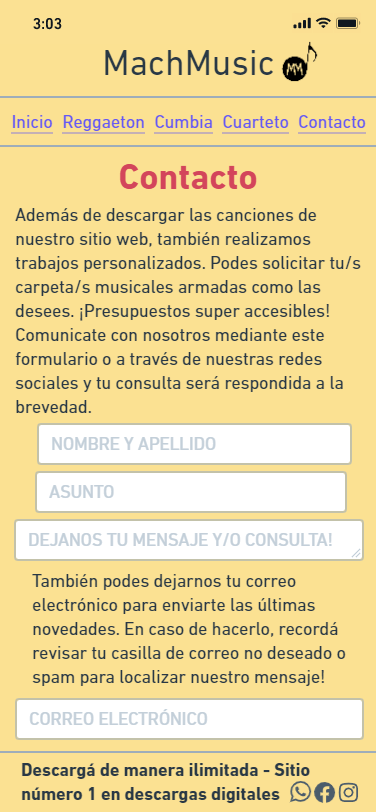 3:03
MachMusic MM
Inicio Reggaeton Cumbia Cuarteto Contacto
Contacto
Además de descargar las canciones de
nuestro sitio web, también realizamos
trabajos personalizados. Podes solicitar tu/s
carpeta/s musicales armadas como las
desees. ¡Presupuestos super accesibles!
Comunicate con nosotros mediante este
formulario o a través de nuestras redes
sociales y tu consulta será respondida a la
brevedad.
NOMBRE Y APELLIDO
ASUNTO
DEJANOS TU MENSAJE Y/O CONSULTA!
También podes dejarnos tu correo
electrónico para enviarte las últimas
novedades. En caso de hacerlo, recordá
revisar tu casilla de correo no deseado o
spam para localizar nuestro mensaje!
CORREO ELECTRÓNICO
Descargá de manera ilimitada - Sitio
número 1 en descargas digitales